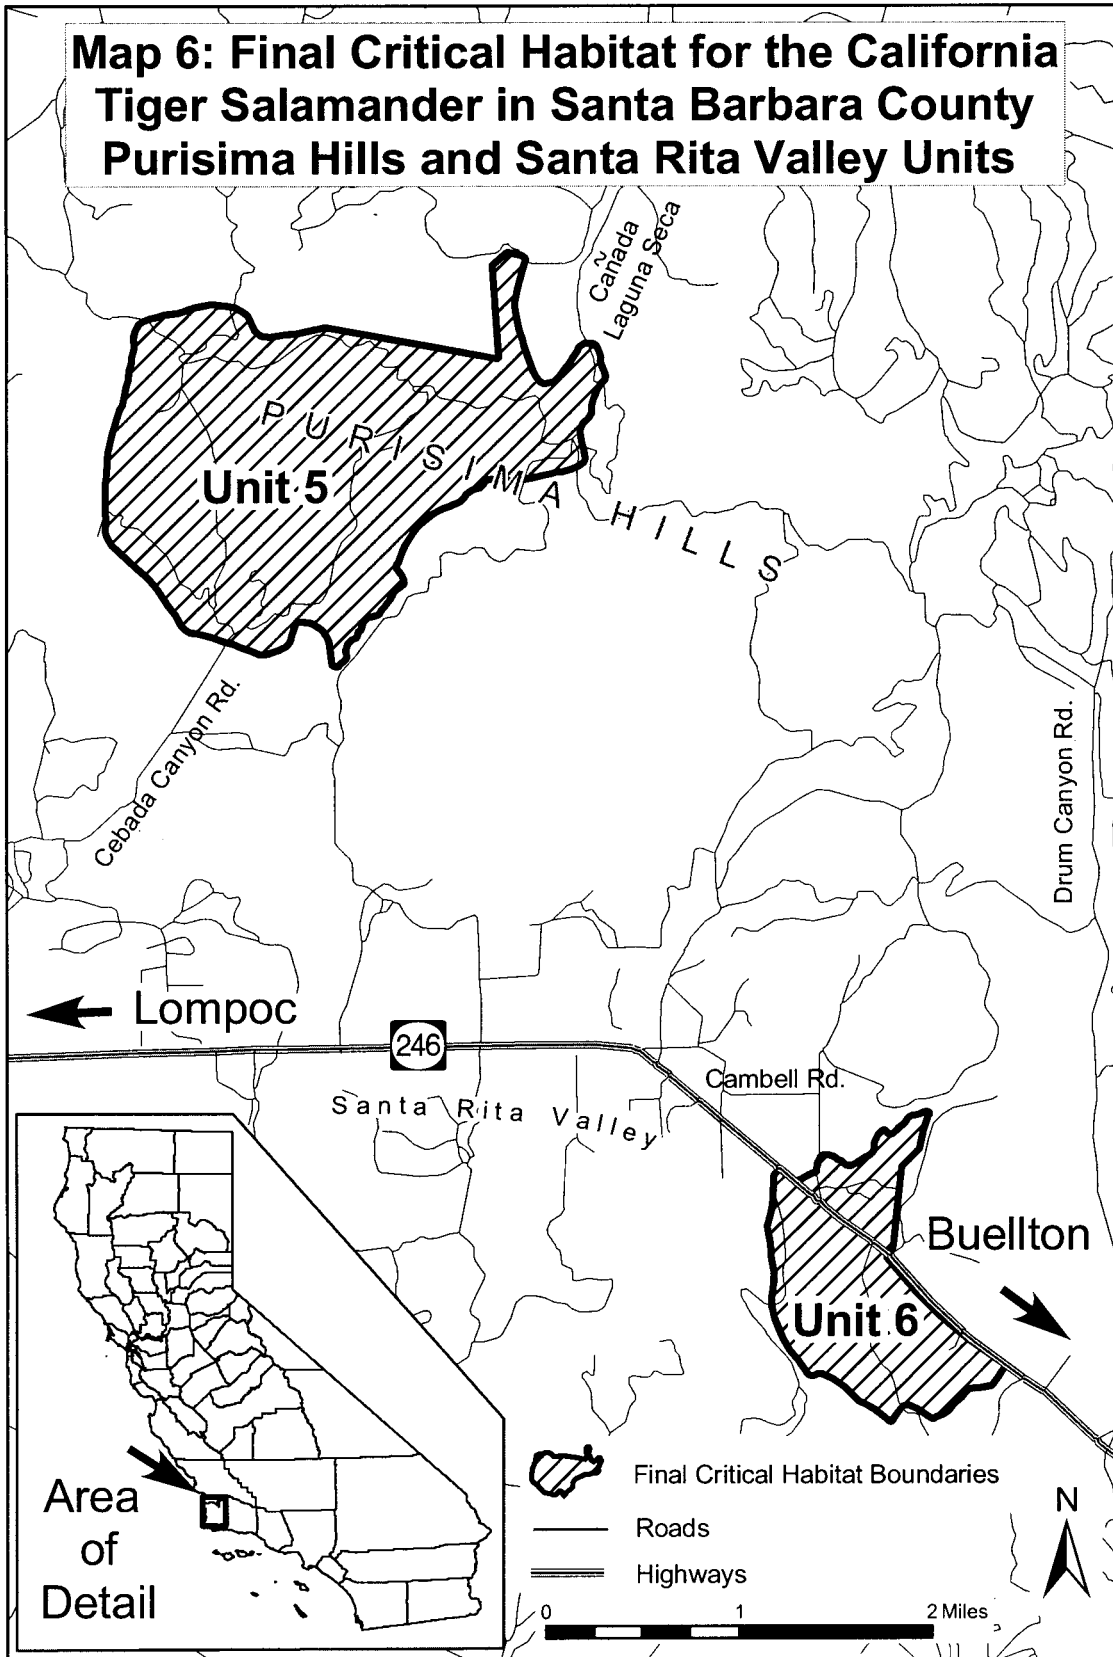 Map 6: Final Critical Habitat for the California
Tiger Salamander in Santa Barbara County
Purisima Hills and Santa Rita Valley Units
Cañada
Laguna Seca
PURISIMA HILLS
Unit 5
Cebada Canyon Rd.
Drum Canyon Rd.
Lompoc
246
Cambell Rd.
Santa Rita Valley
Buellton
Unit 6
Area
of
Detail
Final Critical Habitat Boundaries
Roads
Highways
N
0 1 2 Miles